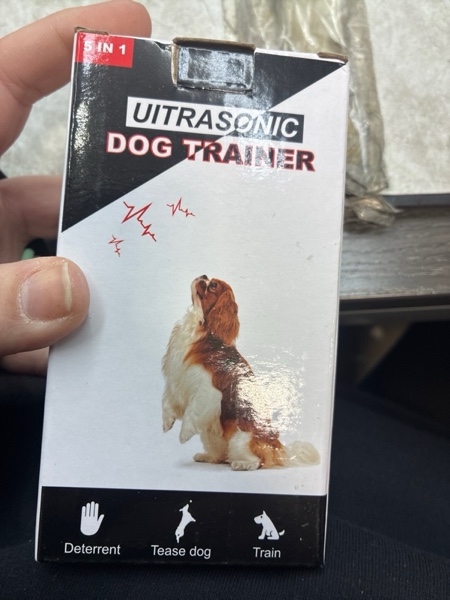 5 IN 1
UITRASONIC
DOG TRAINER
Deterrent Tease dog Train